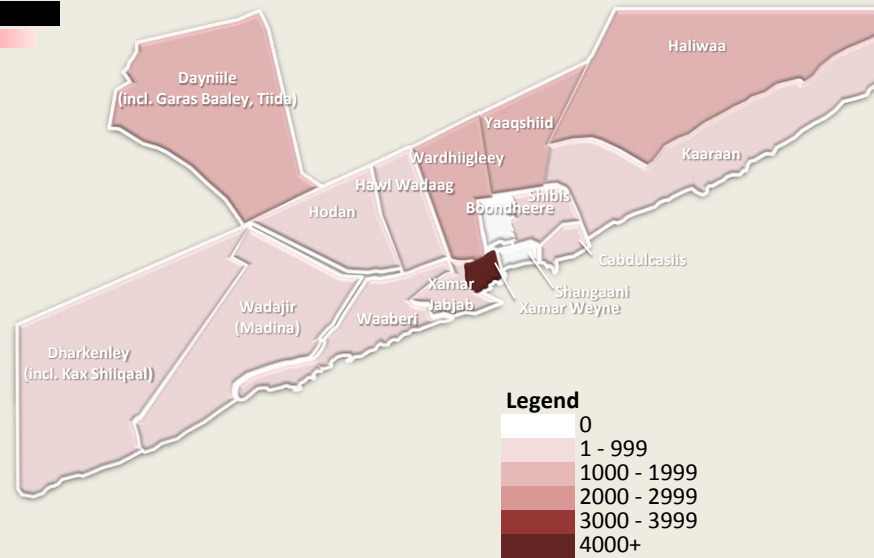 Haliwaa
Dayniile
(incl. Garas Baaley, Tiida)
Yaaqshiid
Kaaraan
Wardhiigleey
Hawl Wadaag
Shibis
Boondheere
Hodan
Cabdulcasiis
Xamar
Jabjab
Shangaani
Xamar Weyne
Wadajir
(Madina)
Waaberi
Dharkenley
(incl. Kax Shiiqaal)
Legend
0
1 - 999
1000 - 1999
2000 - 2999
3000 - 3999
4000+